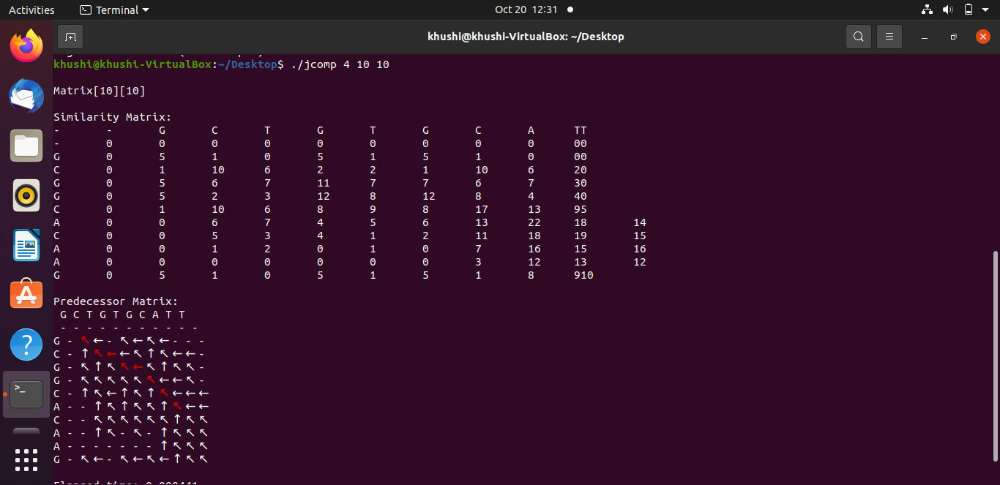 Activities Terminal Oct 20 12:31
khushi@khushi-VirtualBox: ~/Desktop
khushi@khushi-VirtualBox:~/Desktop$ ./jcomp 4 10 10
Matrix[10][10]
Similarity Matrix:
- - G C T G T G C A TT
- 0 0 0 0 0 0 0 0 0 00
G 0 5 1 0 5 1 5 1 0 00
C 0 1 10 6 2 2 1 10 6 20
G 0 5 6 7 11 7 7 6 7 30
G 0 5 2 3 12 8 12 8 4 40
C 0 1 10 6 8 9 8 17 13 95
A 0 0 6 7 4 5 6 13 22 18 14
C 0 0 5 3 4 1 2 11 18 19 15
A 0 0 1 2 0 1 0 7 16 15 16
A 0 0 0 0 0 0 0 3 12 13 12
G 0 5 1 0 5 1 5 1 8 910
Predecessor Matrix:
G C T G T G C A T T
- - - - - - - - - - -
G - ↖ ← - ↖ ← ↖ ← - - -
C - ↑ ↖ ← ← ↖ ↑ ↖ ← ← -
G - ↖ ↑ ↖ ↖ ← ↖ ↑ ↖ ↖ -
G - ↖ ↖ ↖ ↖ ↖ ↖ ← ← ↖ -
C - ↑ ↖ ← ↑ ↖ ↑ ↖ ← ← ←
A - - ↑ ↖ ↑ ↖ ↖ ↑ ↖ ← ←
C - - ↖ ↖ ↖ ↖ ↖ ↖ ↑ ↖ ↖
A - - ↑ ↖ - ↖ - ↑ ↖ ↖ ↖
A - - - - - - - ↑ ↖ ↖ ↖
G - ↖ ← - ↖ ← ↖ ← ↑ ↖ ↖